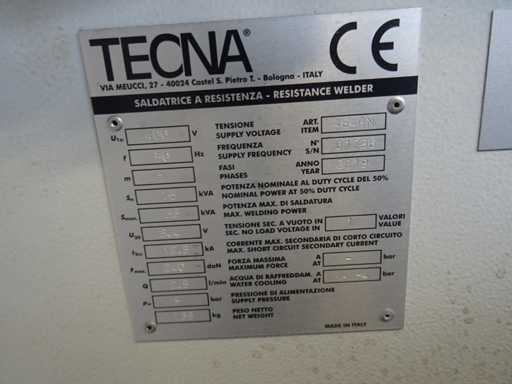 TECNA® CE
VIA MEUCCI, 27 - 40024 Castel S. Pietro T. - Bologna - ITALY
SALDATRICE A RESISTENZA - RESISTANCE WELDER
U₁ₙ 400 V TENSIONE SUPPLY VOLTAGE ART. ITEM
f 50 Hz FREQUENZA SUPPLY FREQUENCY N° S/N
m FASI PHASES ANNO YEAR
kVA POTENZA NOMINALE AL DUTY CYCLE DEL 50%
NOMINAL POWER AT 50% DUTY CYCLE
kVA POTENZA MAX. DI SALDATURA
MAX. WELDING POWER
V TENSIONE SEC. A VUOTO IN VALORI
SEC. NO LOAD VOLTAGE IN VALUE
kA CORRENTE MAX. SECONDARIA DI CORTO CIRCUITO
MAX. SHORT CIRCUIT SECONDARY CURRENT
daN FORZA MASSIMA A bar
MAXIMUM FORCE AT
Q l/min ACQUA DI RAFFREDDAM. A bar
WATER COOLING AT
bar PRESSIONE DI ALIMENTAZIONE
SUPPLY PRESSURE
kg PESO NETTO
NET WEIGHT
MADE IN ITALY